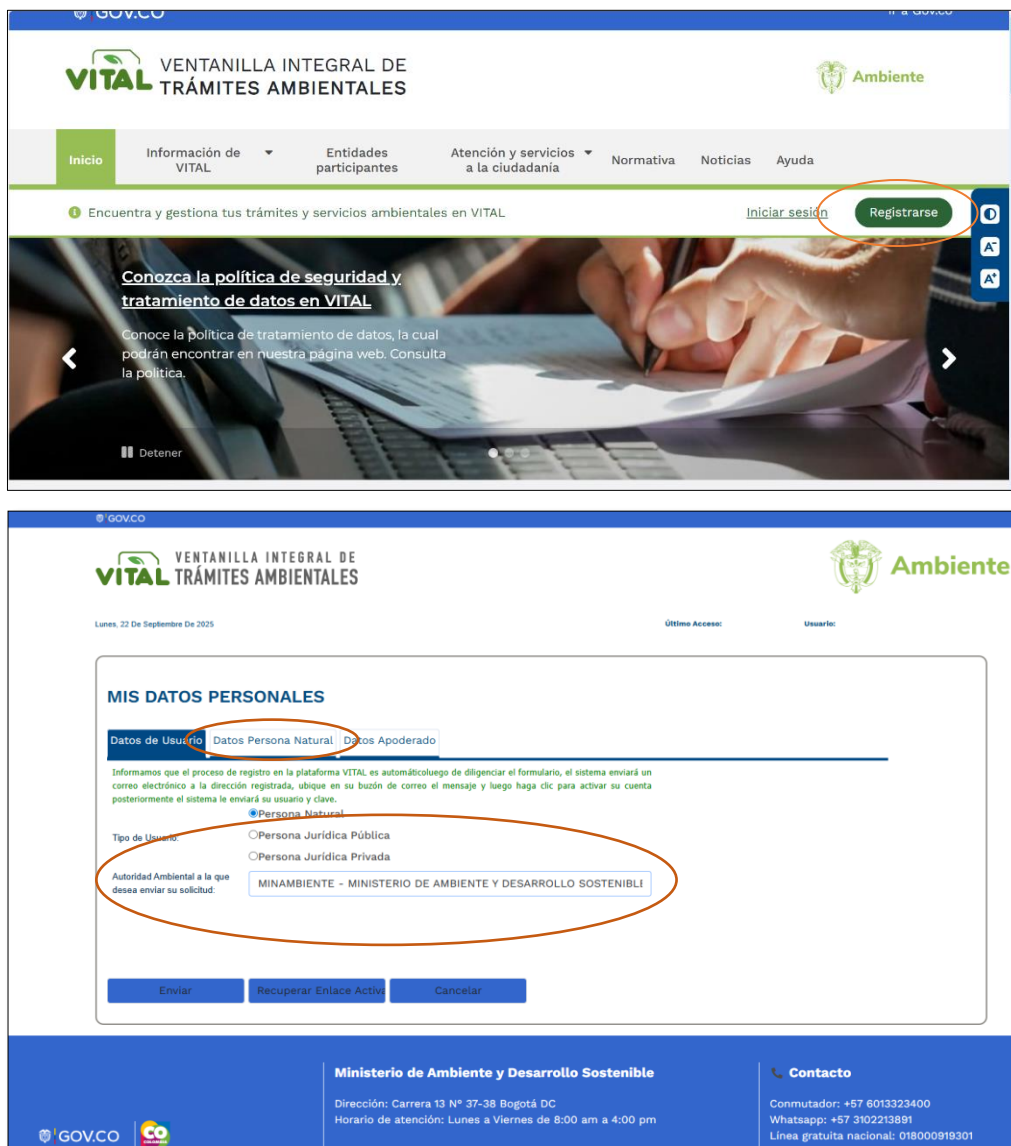 GOV.CO
Ir a Gov.co
VITAL
VENTANILLA INTEGRAL DE
TRÁMITES AMBIENTALES
Ambiente
Inicio
Información de
VITAL
Entidades
participantes
Atención y servicios
a la ciudadanía
Normativa
Noticias
Ayuda
Encuentra y gestiona tus trámites y servicios ambientales en VITAL
Iniciar sesión
Registrarse
A-
A+
Conozca la política de seguridad y
tratamiento de datos en VITAL
Conoce la política de tratamiento de datos, la cual
podrán encontrar en nuestra página web. Consulta
la política.
Detener
GOV.CO
VITAL
VENTANILLA INTEGRAL DE
TRÁMITES AMBIENTALES
Ambiente
Lunes, 22 De Septiembre De 2025
Último Acceso:
Usuario:
MIS DATOS PERSONALES
Datos de Usuario
Datos Persona Natural
Datos Apoderado
Informamos que el proceso de registro en la plataforma VITAL es automáticoluego de diligenciar el formulario, el sistema enviará un
correo electrónico a la dirección registrada, ubique en su buzón de correo el mensaje y luego haga clic para activar su cuenta
posteriormente el sistema le enviará su usuario y clave.
Persona Natural
Tipo de Usuario:
Persona Jurídica Pública
Persona Jurídica Privada
Autoridad Ambiental a la que
desea enviar su solicitud:
MINAMBIENTE - MINISTERIO DE AMBIENTE Y DESARROLLO SOSTENIBLE
Enviar
Recuperar Enlace Activa
Cancelar
Ministerio de Ambiente y Desarrollo Sostenible
Dirección: Carrera 13 Nº 37-38 Bogotá DC
Horario de atención: Lunes a Viernes de 8:00 am a 4:00 pm
Contacto
Conmutador: +57 6013323400
Whatsapp: +57 3102213891
Línea gratuita nacional: 018000919301
GOV.CO
CO